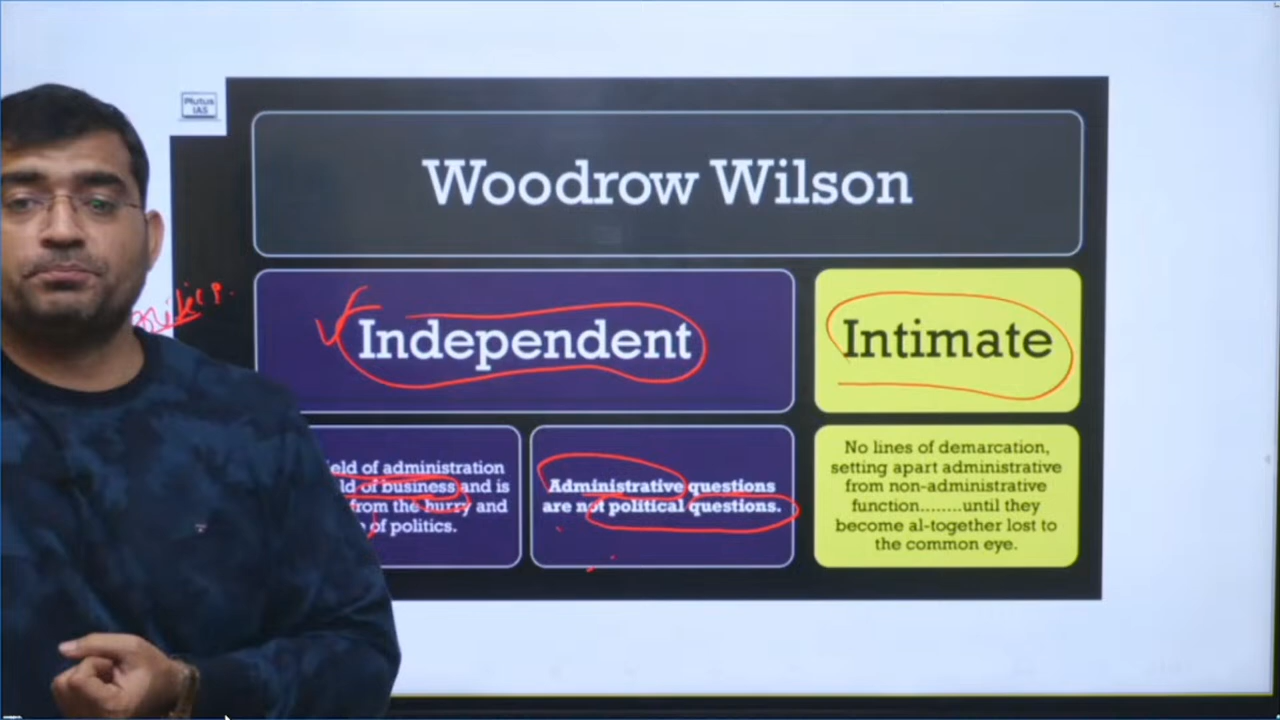 Plutus
IAS
Woodrow Wilson
Independent
Intimate
of administration
of business and is
from the hurry and
of politics.
Administrative questions
are not political questions.
No lines of demarcation,
setting apart administrative
from non-administrative
function........until they
become al-together lost to
the common eye.